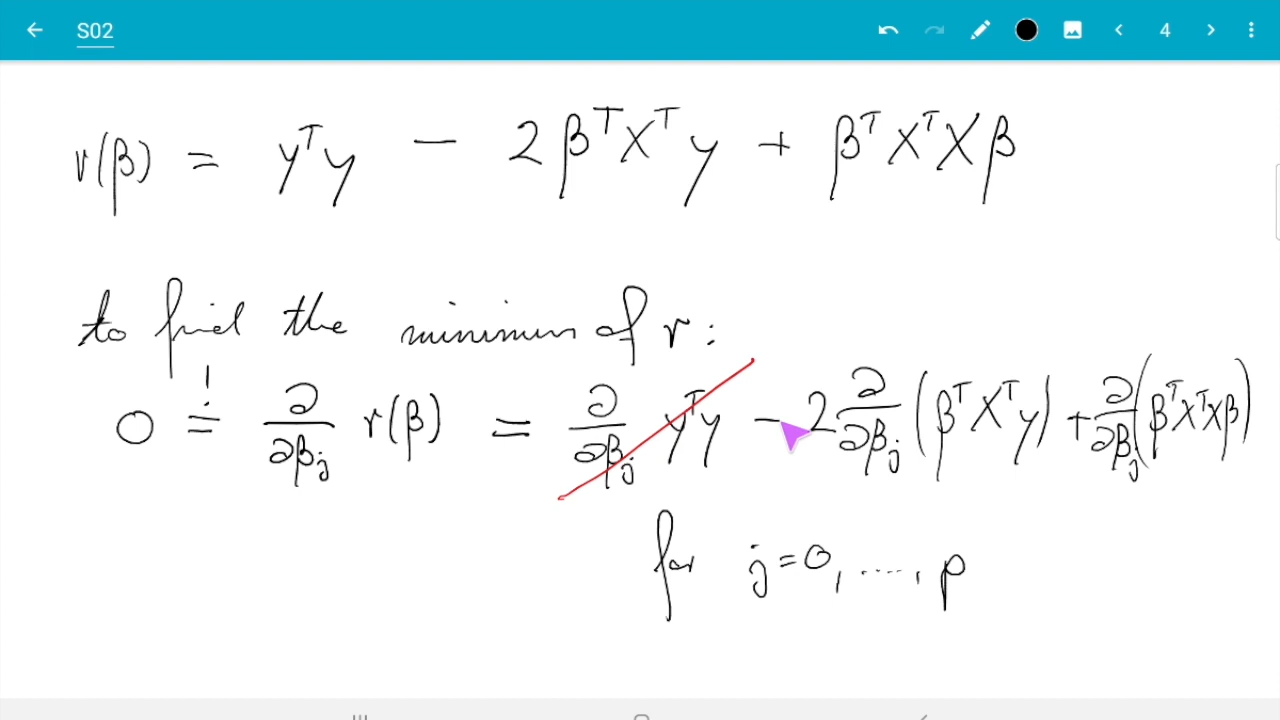 S02
4
r(β) = yᵀy − 2βᵀXᵀy + βᵀXᵀXβ
to find the minimum of r:
0 =! ∂/∂βⱼ r(β) = ∂/∂βⱼ yᵀy − 2 ∂/∂βⱼ (βᵀXᵀy) + ∂/∂βⱼ (βᵀXᵀXβ)
for j=0, ....., p